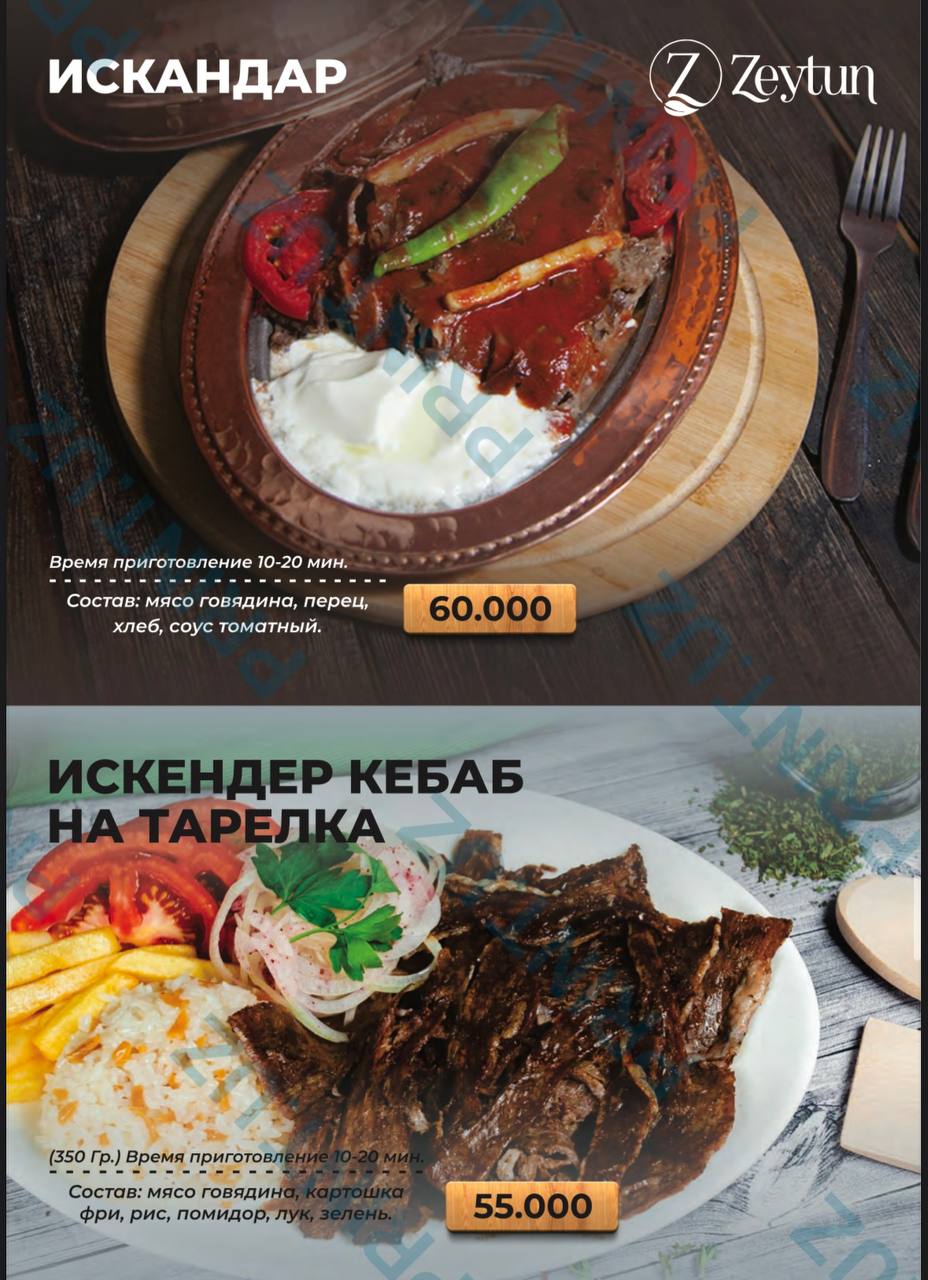 ИСКАНДАР
Z Zeytun
Время приготовление 10-20 мин.
Состав: мясо говядина, перец,
хлеб, соус томатный.
60.000
ИСКЕНДЕР КЕБАБ
НА ТАРЕЛКА
(350 Гр.) Время приготовление 10-20 мин.
Состав: мясо говядина, картошка
фри, рис, помидор, лук, зелень.
55.000
PRINT.UZ